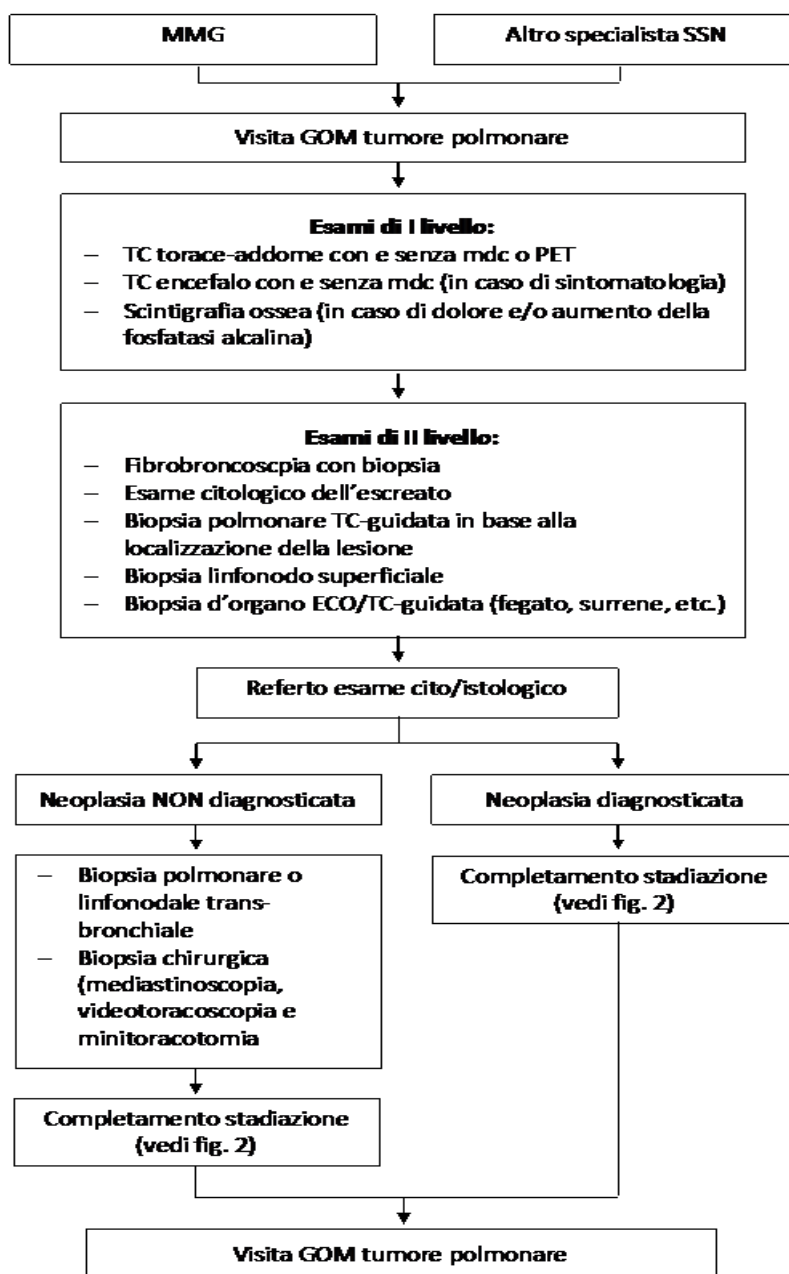 MMG
Altro specialista SSN
Visita GOM tumore polmonare
Esami di I livello:
– TC torace-addome con e senza mdc o PET
– TC encefalo con e senza mdc (in caso di sintomatologia)
– Scintigrafia ossea (in caso di dolore e/o aumento della
fosfatasi alcalina)
Esami di II livello:
– Fibrobroncoscpia con biopsia
– Esame citologico dell'escreato
– Biopsia polmonare TC-guidata in base alla
localizzazione della lesione
– Biopsia linfonodo superficiale
– Biopsia d'organo ECO/TC-guidata (fegato, surrene, etc.)
Referto esame cito/istologico
Neoplasia NON diagnosticata
Neoplasia diagnosticata
– Biopsia polmonare o
linfonodale trans-
bronchiale
– Biopsia chirurgica
(mediastinoscopia,
videotoracoscopia e
minitoracotomia
Completamento stadiazione
(vedi fig. 2)
Completamento stadiazione
(vedi fig. 2)
Visita GOM tumore polmonare